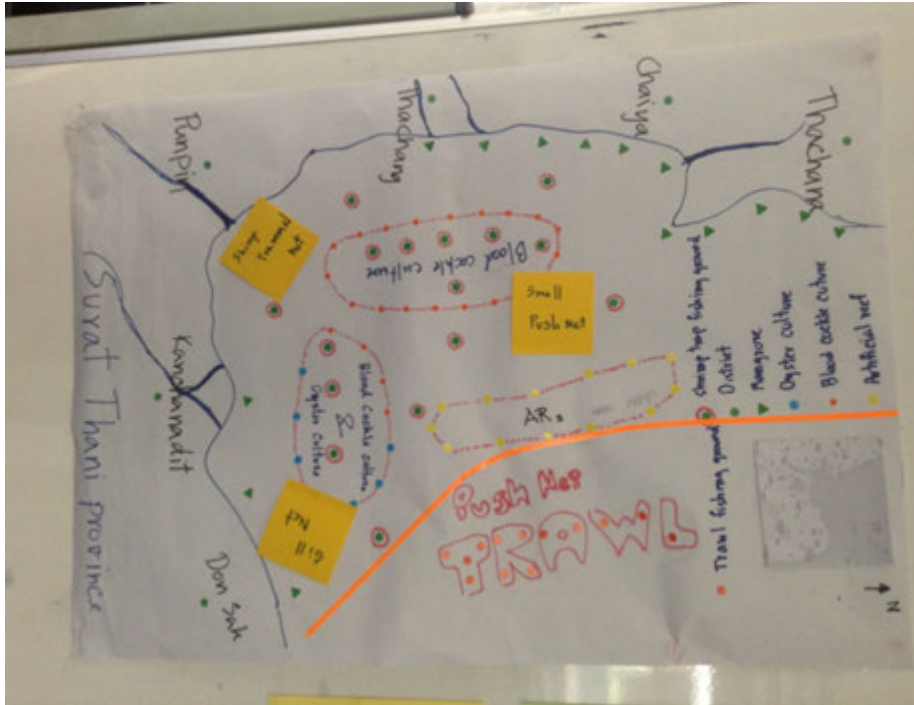 Surat Thani province
Thachana
Chaiya
Thachang
Punpin
Kanchanadit
Don Sak
Shrimp
Trammel
Net
Blood cockle culture
Small
Push Net
Blood cockle culture
&
Oyster culture
Gill
Net
ARs
Push Net
TRAWL
Shrimp trap fishing ground
District
Mangrove
Oyster culture
Blood cockle culture
Artificial reef
Trawl fishing ground
N